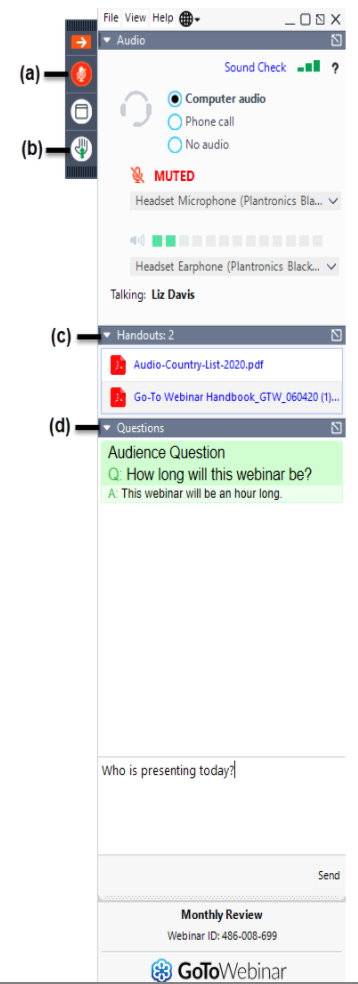 File View Help
Audio
Sound Check ?
(a)
Computer audio
Phone call
(b)
No audio
MUTED
Headset Microphone (Plantronics Bla...
Headset Earphone (Plantronics Black...
Talking: Liz Davis
(c)
Handouts: 2
Audio-Country-List-2020.pdf
Go-To Webinar Handbook_GTW_060420 (1)...
(d)
Questions
Audience Question
Q: How long will this webinar be?
A: This webinar will be an hour long.
Who is presenting today?
Send
Monthly Review
Webinar ID: 486-008-699
GoToWebinar